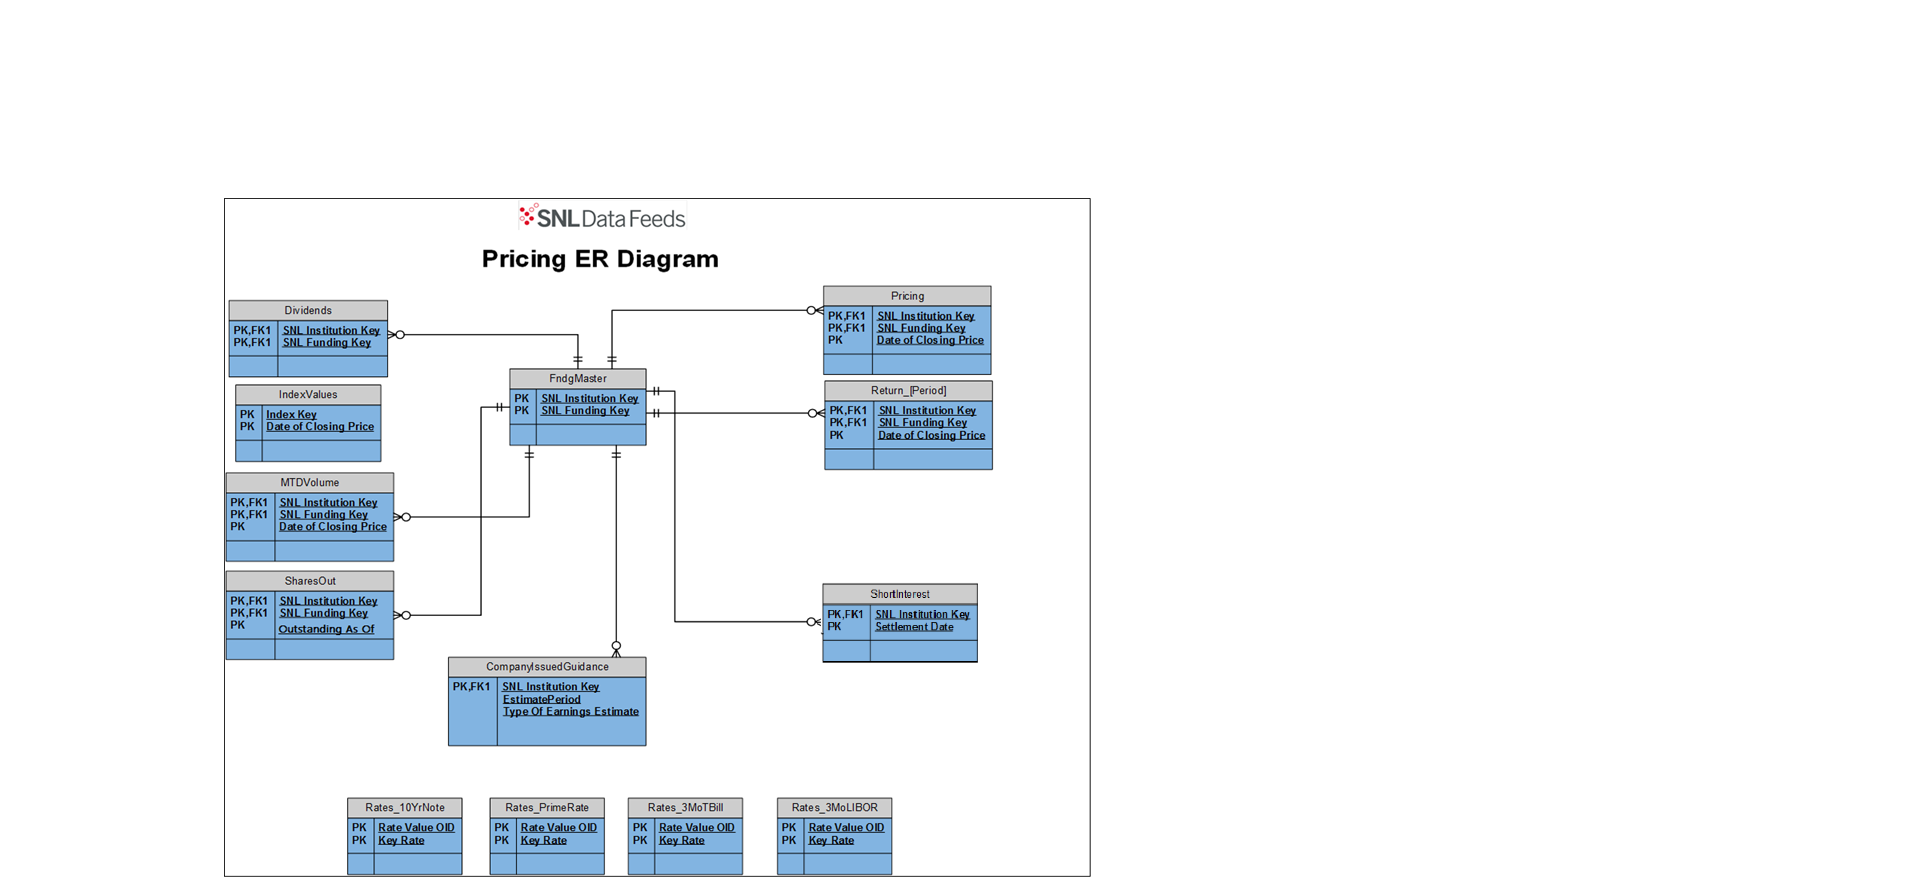 SNL Data Feeds
Pricing ER Diagram
Dividends
PK,FK1 SNL Institution Key
PK,FK1 SNL Funding Key
Pricing
PK,FK1 SNL Institution Key
PK,FK1 SNL Funding Key
PK Date of Closing Price
FndgMaster
PK SNL Institution Key
PK SNL Funding Key
IndexValues
PK Index Key
PK Date of Closing Price
Return_[Period]
PK,FK1 SNL Institution Key
PK,FK1 SNL Funding Key
PK Date of Closing Price
MTDVolume
PK,FK1 SNL Institution Key
PK,FK1 SNL Funding Key
PK Date of Closing Price
SharesOut
PK,FK1 SNL Institution Key
PK,FK1 SNL Funding Key
PK Outstanding As Of
ShortInterest
PK,FK1 SNL Institution Key
PK Settlement Date
CompanyIssuedGuidance
PK,FK1 SNL Institution Key
EstimatePeriod
Type Of Earnings Estimate
Rates_10YrNote
PK Rate Value OID
PK Key Rate
Rates_PrimeRate
PK Rate Value OID
PK Key Rate
Rates_3MoTBill
PK Rate Value OID
PK Key Rate
Rates_3MoLIBOR
PK Rate Value OID
PK Key Rate